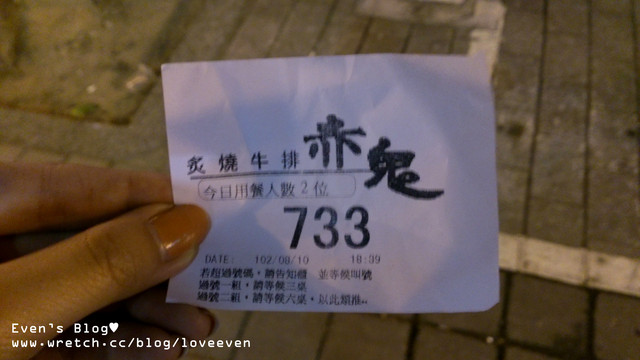 炙燒牛排 赤鬼
今日用餐人數2位
733
DATE: 102/08/10 18:39
若超過號碼,請告知櫃 並等候叫號
過號一組,請等候三桌
過號二組,請等候六桌,以此類推..
Even's Blog♥
www.wretch.cc/blog/loveeven